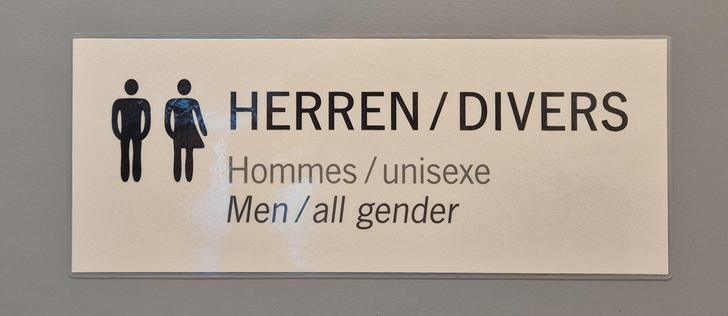 HERREN / DIVERS
Hommes / unisexe
Men / all gender